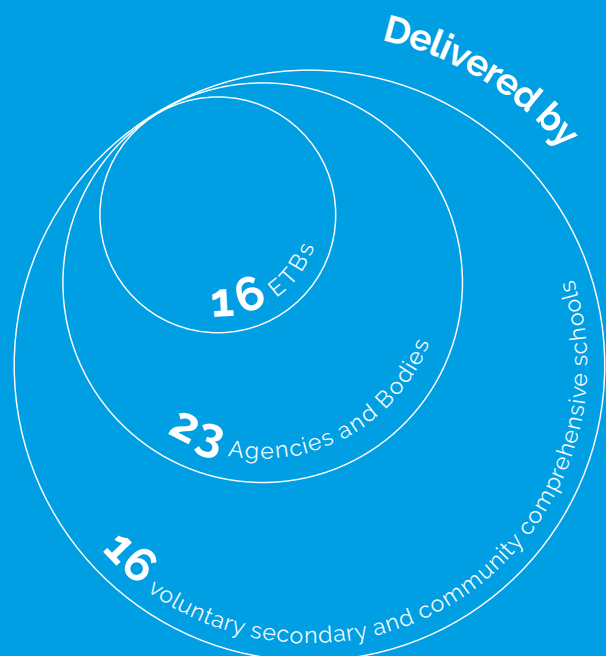 Delivered by
16 ETBs
23 Agencies and Bodies
16 voluntary secondary and community comprehensive schools